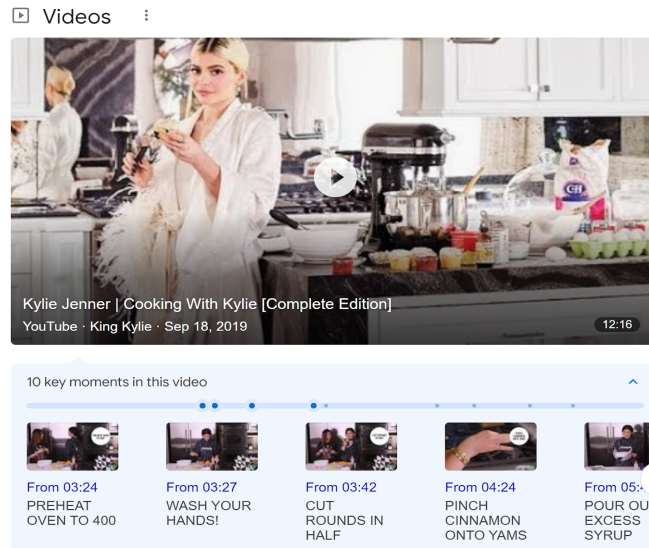 Videos
C&H
Kylie Jenner | Cooking With Kylie [Complete Edition]
YouTube · King Kylie · Sep 18, 2019
12:16
10 key moments in this video
From 03:24
PREHEAT
OVEN TO 400
From 03:27
WASH YOUR
HANDS!
From 03:42
CUT
ROUNDS IN
HALF
From 04:24
PINCH
CINNAMON
ONTO YAMS
From 05:
POUR OU
EXCESS
SYRUP